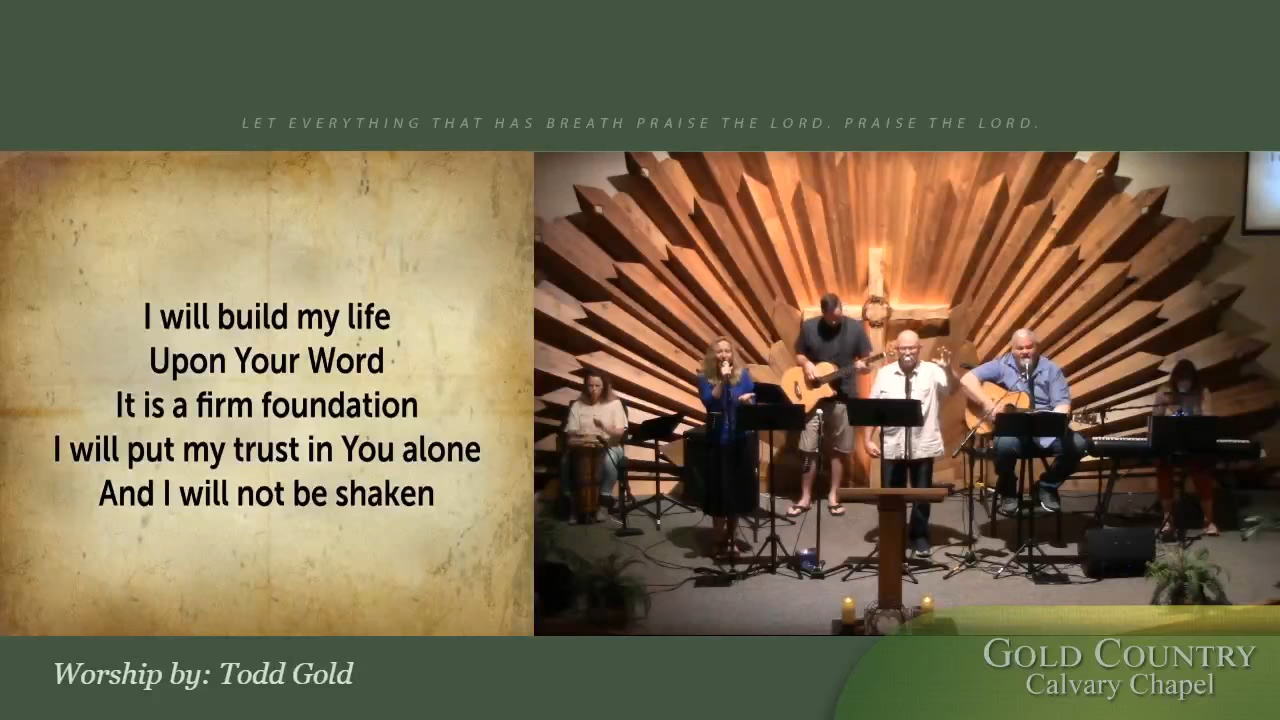 LET EVERYTHING THAT HAS BREATH PRAISE THE LORD. PRAISE THE LORD.
I will build my life
Upon Your Word
It is a firm foundation
I will put my trust in You alone
And I will not be shaken
Worship by: Todd Gold
GOLD COUNTRY
Calvary Chapel